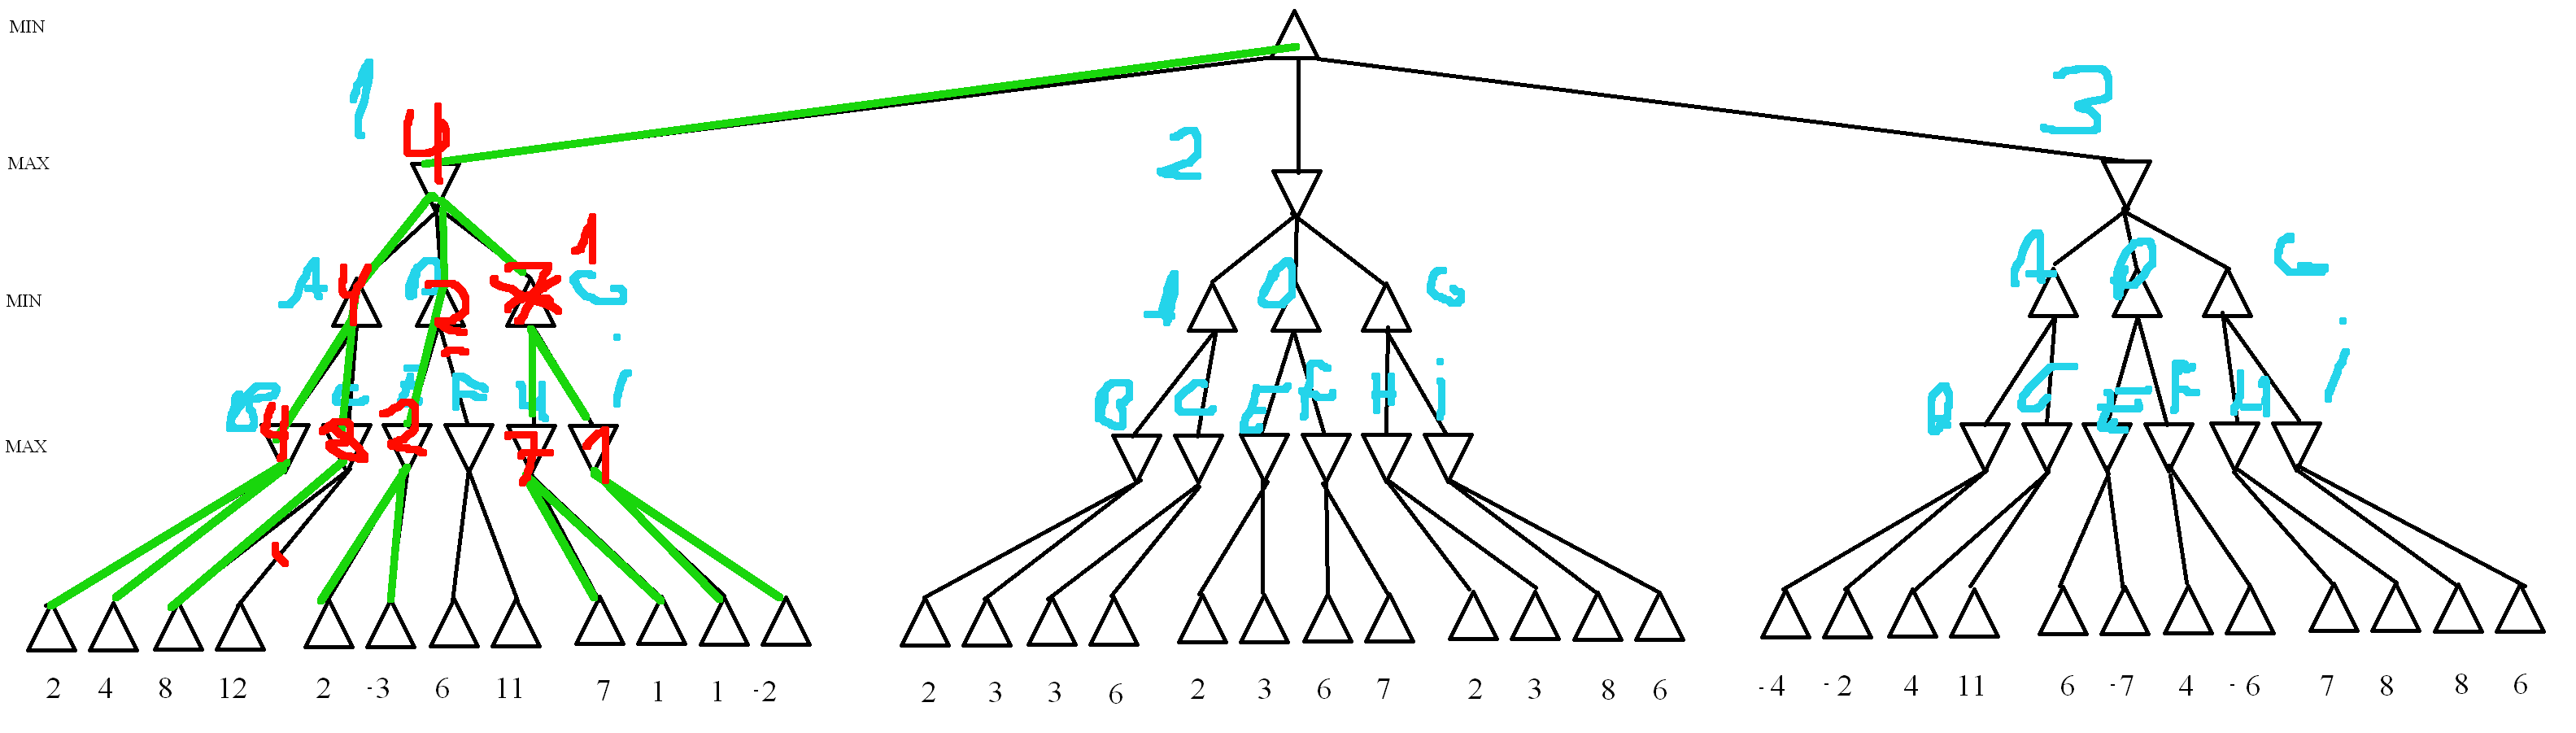 MIN
1
4
2
3
MAX
1
A 4 2 7 G
A D G
A D G
MIN
B C E F H i
B C E F H i
B C E F H i
4 8 2 7 1
MAX
2 4 8 12 2 -3 6 11 7 1 1 -2
2 3 3 6 2 3 6 7 2 3 8 6
-4 -2 4 11 6 -7 4 -6 7 8 8 6